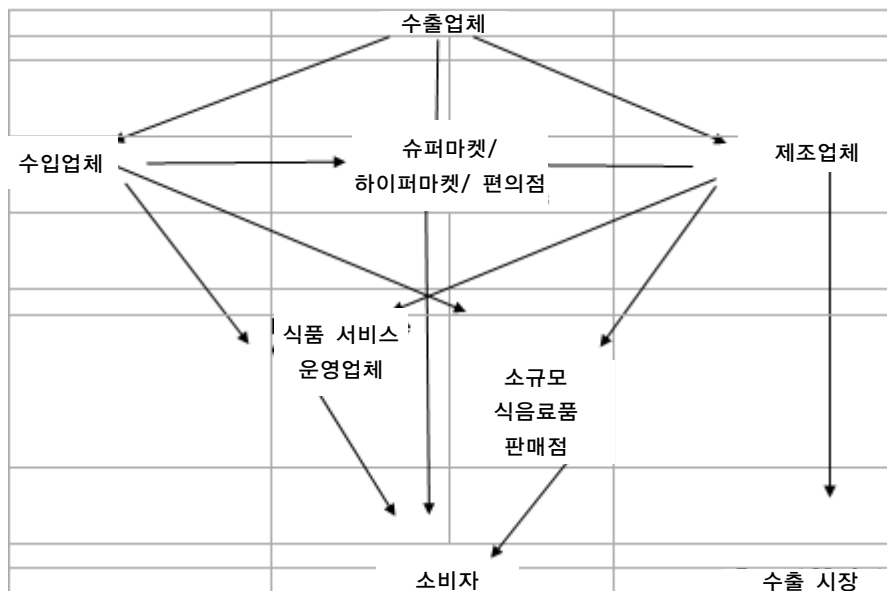 수출업체
수입업체
슈퍼마켓/
하이퍼마켓/ 편의점
제조업체
식품 서비스
운영업체
소규모
식음료품
판매점
소비자
수출 시장